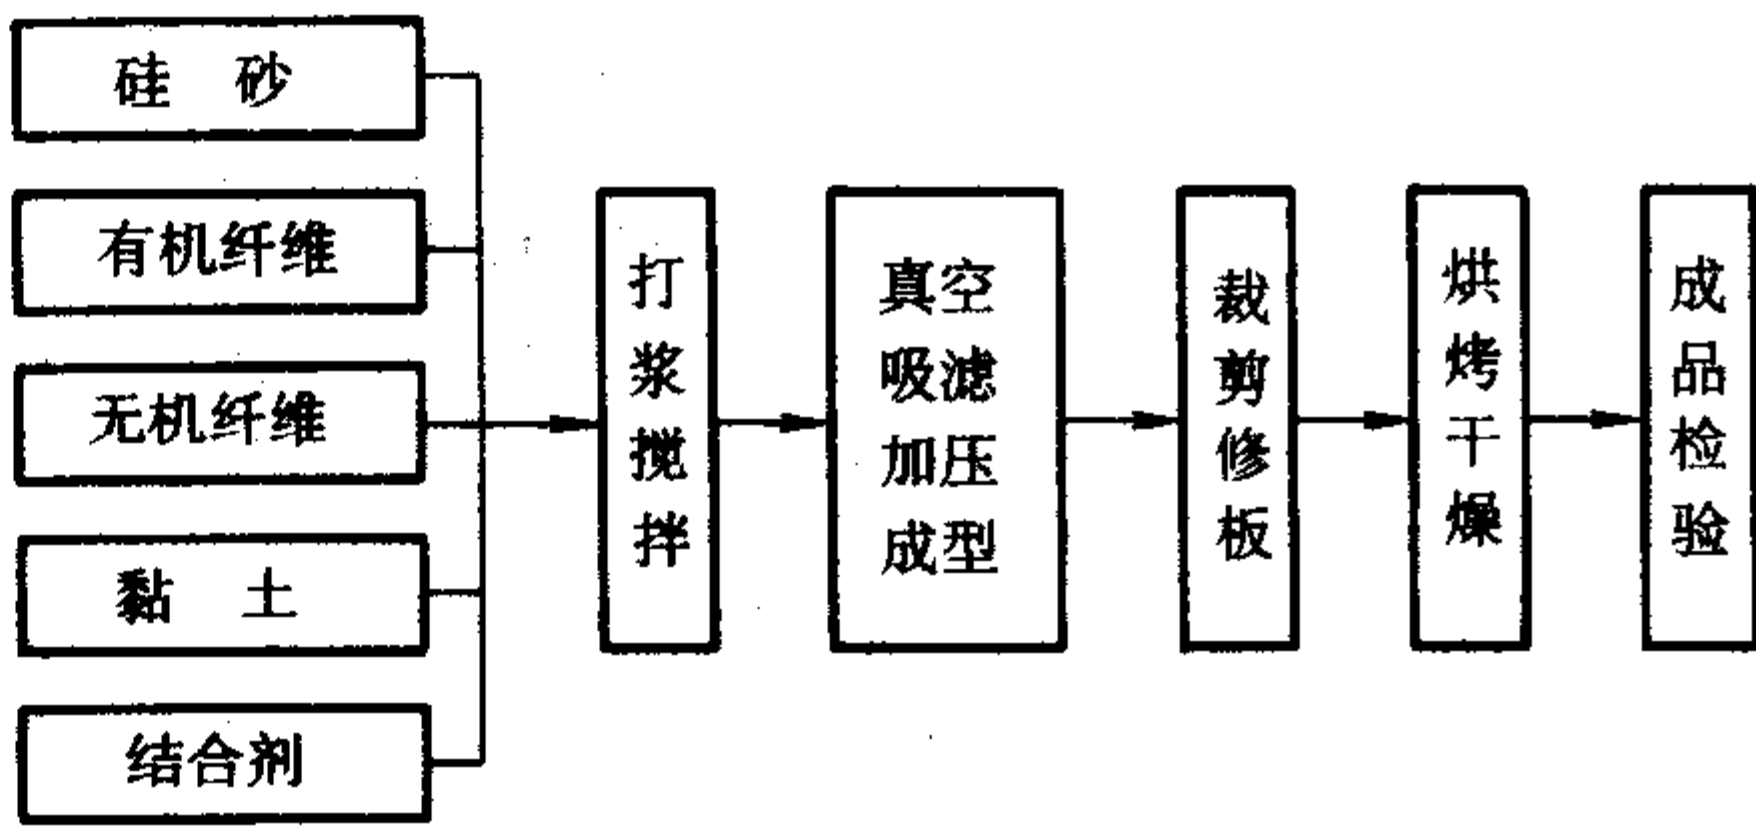 硅 砂
有机纤维
无机纤维
黏 土
结合剂
打浆搅拌
真空
吸滤
加压
成型
裁剪修板
烘烤干燥
成品检验